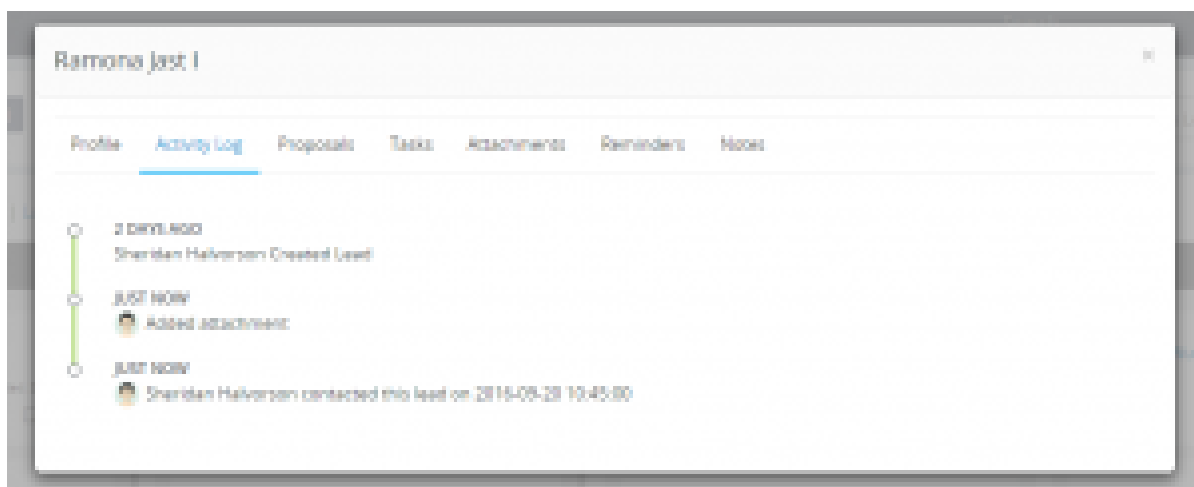 Ramona Jast I
Profile Activity Log Proposals Tasks Attachments Reminders Notes
2 DAYS AGO
Sheridan Halvorson Created Lead
JUST NOW
Added attachment
JUST NOW
Sheridan Halvorson contacted this lead on 2016-09-20 10:45:00